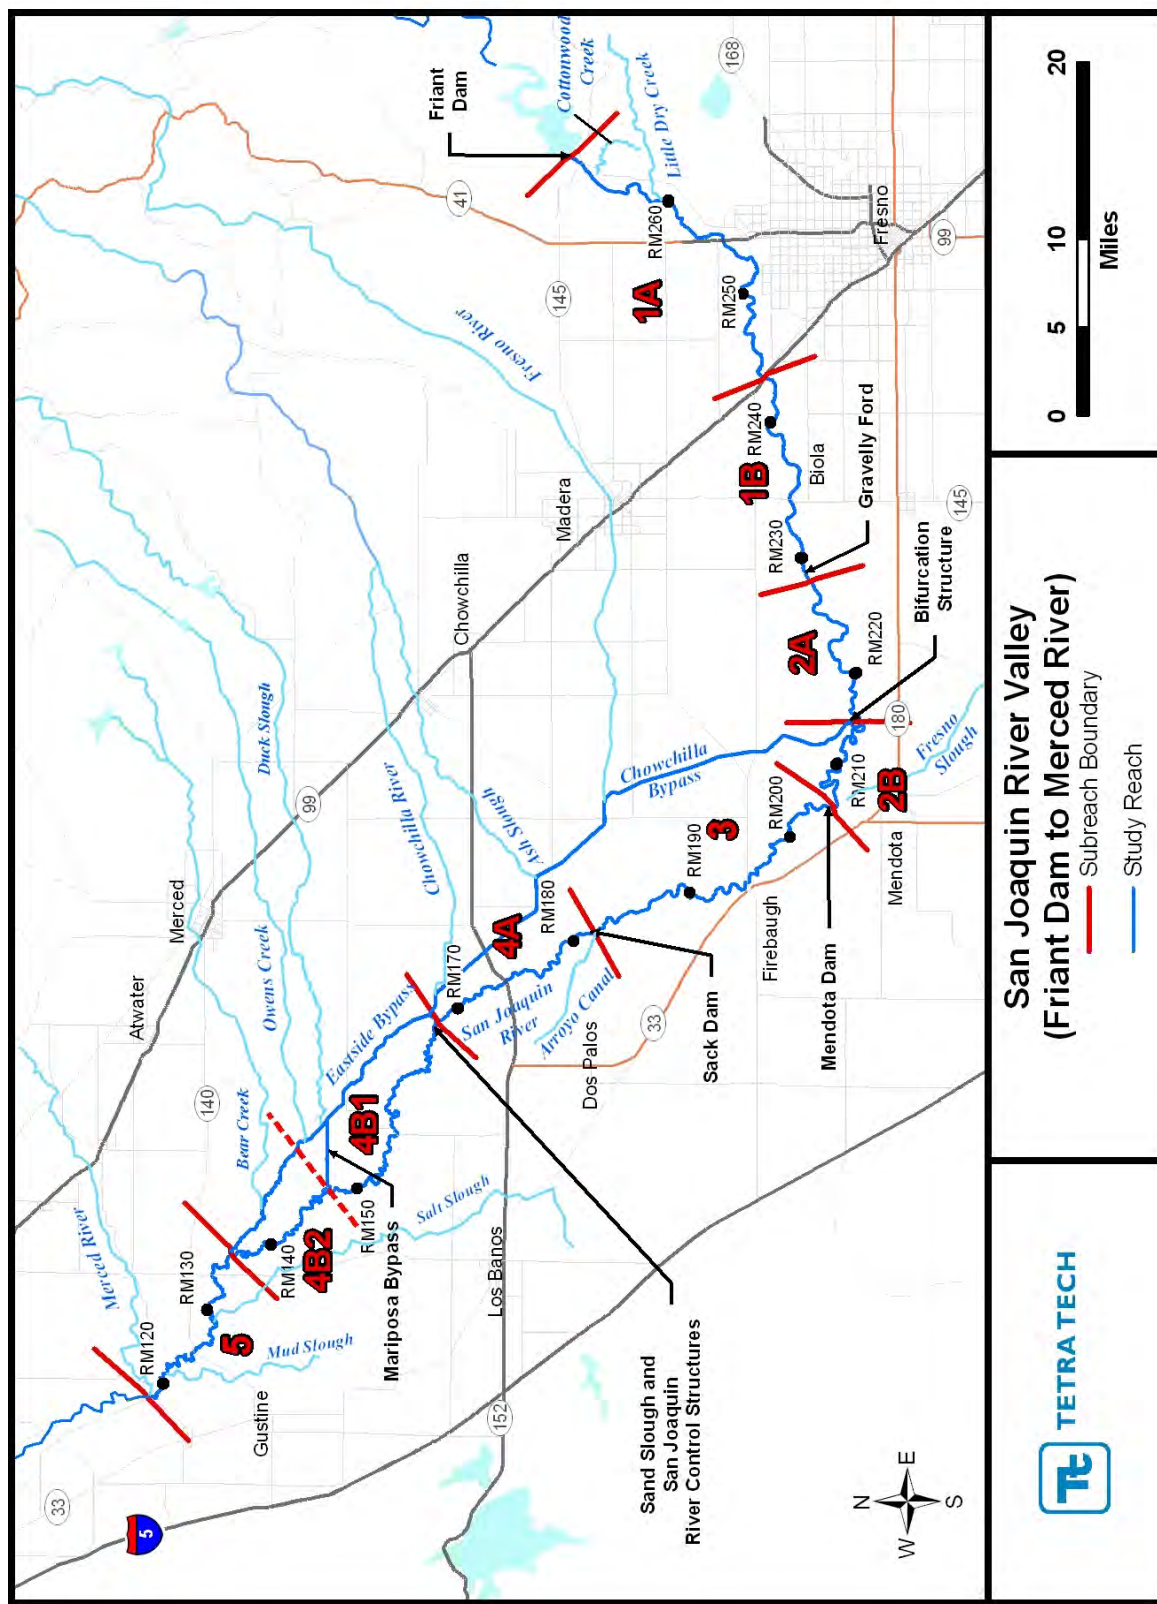 33
5
Gustine
RM120
Merced River
5
Mud Slough
RM130
4B2
RM140
RM150
Salt Slough
Mariposa Bypass
4B1
Bear Creek
140
Atwater
Merced
Owens Creek
Duck Slough
99
Eastside Bypass
Chowchilla River
Chowchilla
Ash Slough
4A
RM170
RM180
San Joaquin
River
Arroyo Canal
Los Banos
152
Dos Palos
33
Sand Slough and
San Joaquin
River Control Structures
Sack Dam
3
RM190
RM200
Firebaugh
Mendota Dam
Mendota
2B
RM210
Fresno
Slough
180
Chowchilla
Bypass
Bifurcation
Structure
145
2A
RM220
Gravelly Ford
RM230
1B
Biola
RM240
Madera
Fresno River
145
41
1A
RM250
RM260
Friant
Dam
Cottonwood
Creek
Little Dry Creek
168
Fresno
99
N
W
E
S
TETRA TECH
San Joaquin River Valley
(Friant Dam to Merced River)
Subreach Boundary
Study Reach
0
5
10
20
Miles